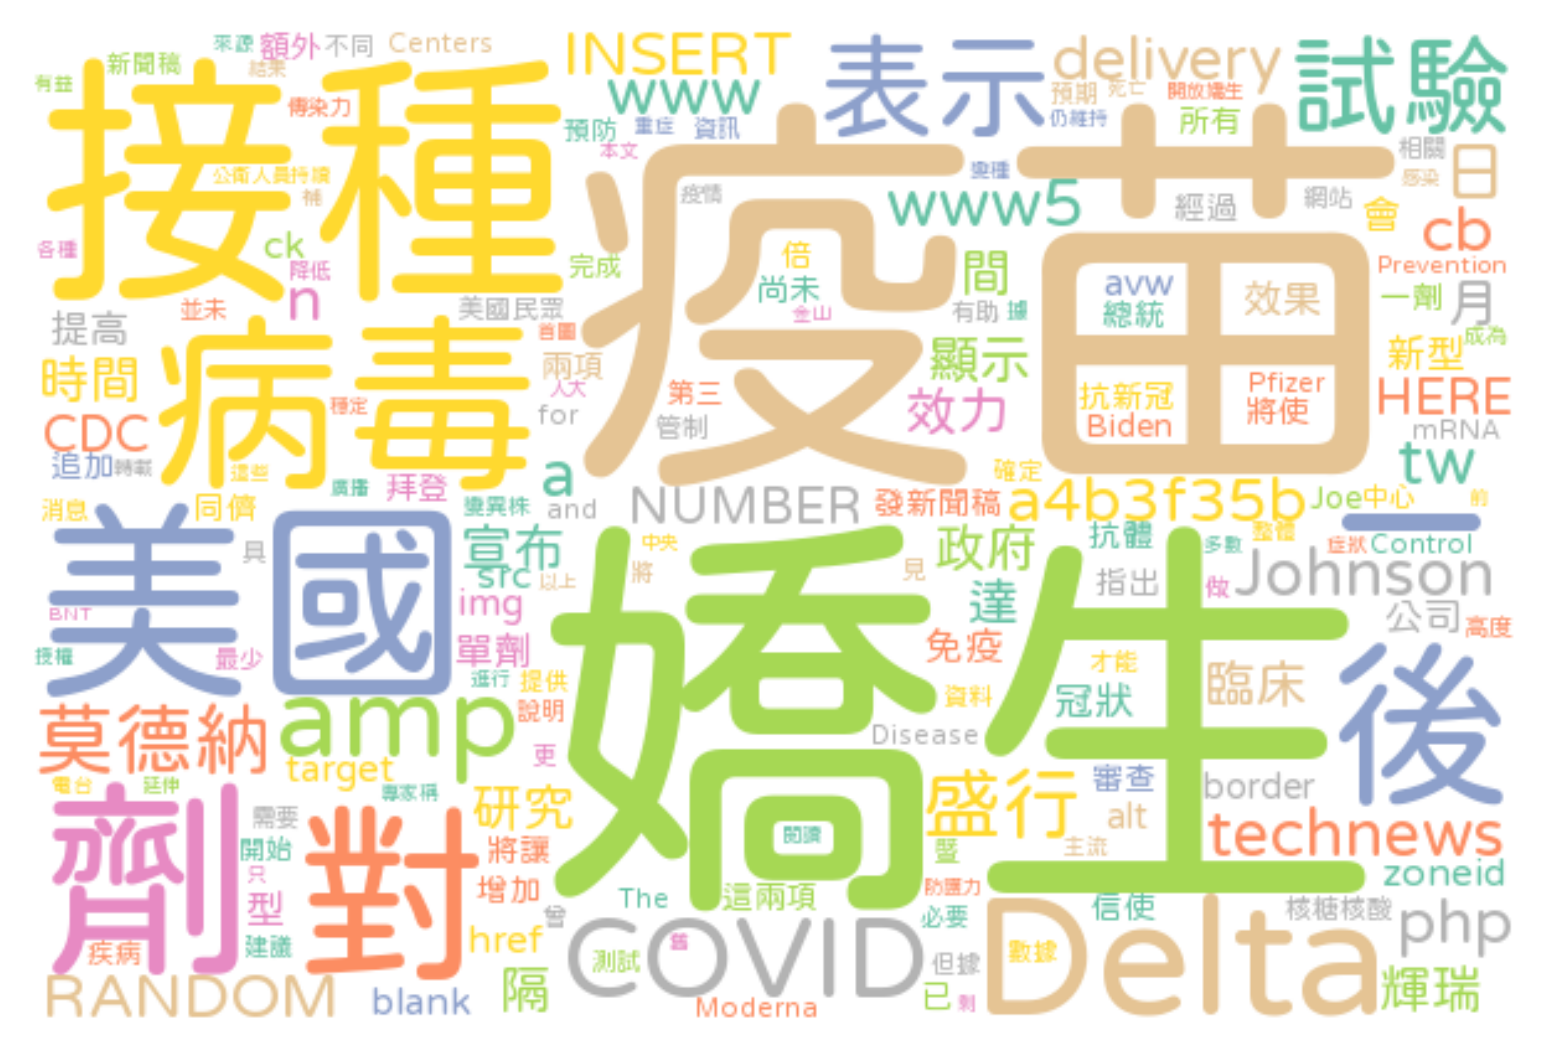 來源
額外
不同
Centers
INSERT
表示
delivery
試驗
新聞稿
結果
有益
www
預期
死亡
開放嬌生
傳染力
接種
預防
重症
資訊
仍維持
所有
本文
相關
日
公衛人員持續
變種
感染
補
疫情
疫苗
www5
經過
網站
會
各種
ck
降低
完成
倍
間
cb
Prevention
n
尚未
avw
效果
一劑
月
並未
美國民眾
金山
有助
據
總統
提高
首圖
成為
病毒
兩項
顯示
新型
時間
人大
第三
抗新冠
Pfizer
HERE
穩定
for
管制
效力
Biden
將使
mRNA
CDC
追加
轉載
這些
a
確定
tw
廣播
拜登
NUMBER
發新聞稿
a4b3f35b
Joe
中心
前
消息
同儕
變異株
and
美國
具
宣布
中央
政府
抗體
多數
整體
症狀
Control
一
src
以上
將
見
指出
做
Johnson
BNT
img
達
公司
高度
授權
最少
單劑
嬌生
免疫
才能
後
進行
提供
資料
冠狀
臨床
莫德納
amp
說明
Disease
target
更
電台
延伸
專家稱
盛行
審查
border
劑
需要
對
研究
alt
technews
開始
將讓
閱讀
暨
主流
只
增加
防護力
zoneid
型
The
這兩項
必要
信使
核糖核酸
php
建議
href
曾
COVID
Delta
疾病
測試
舊
但據
數據
RANDOM
blank
隔
Moderna
已
剩
輝瑞